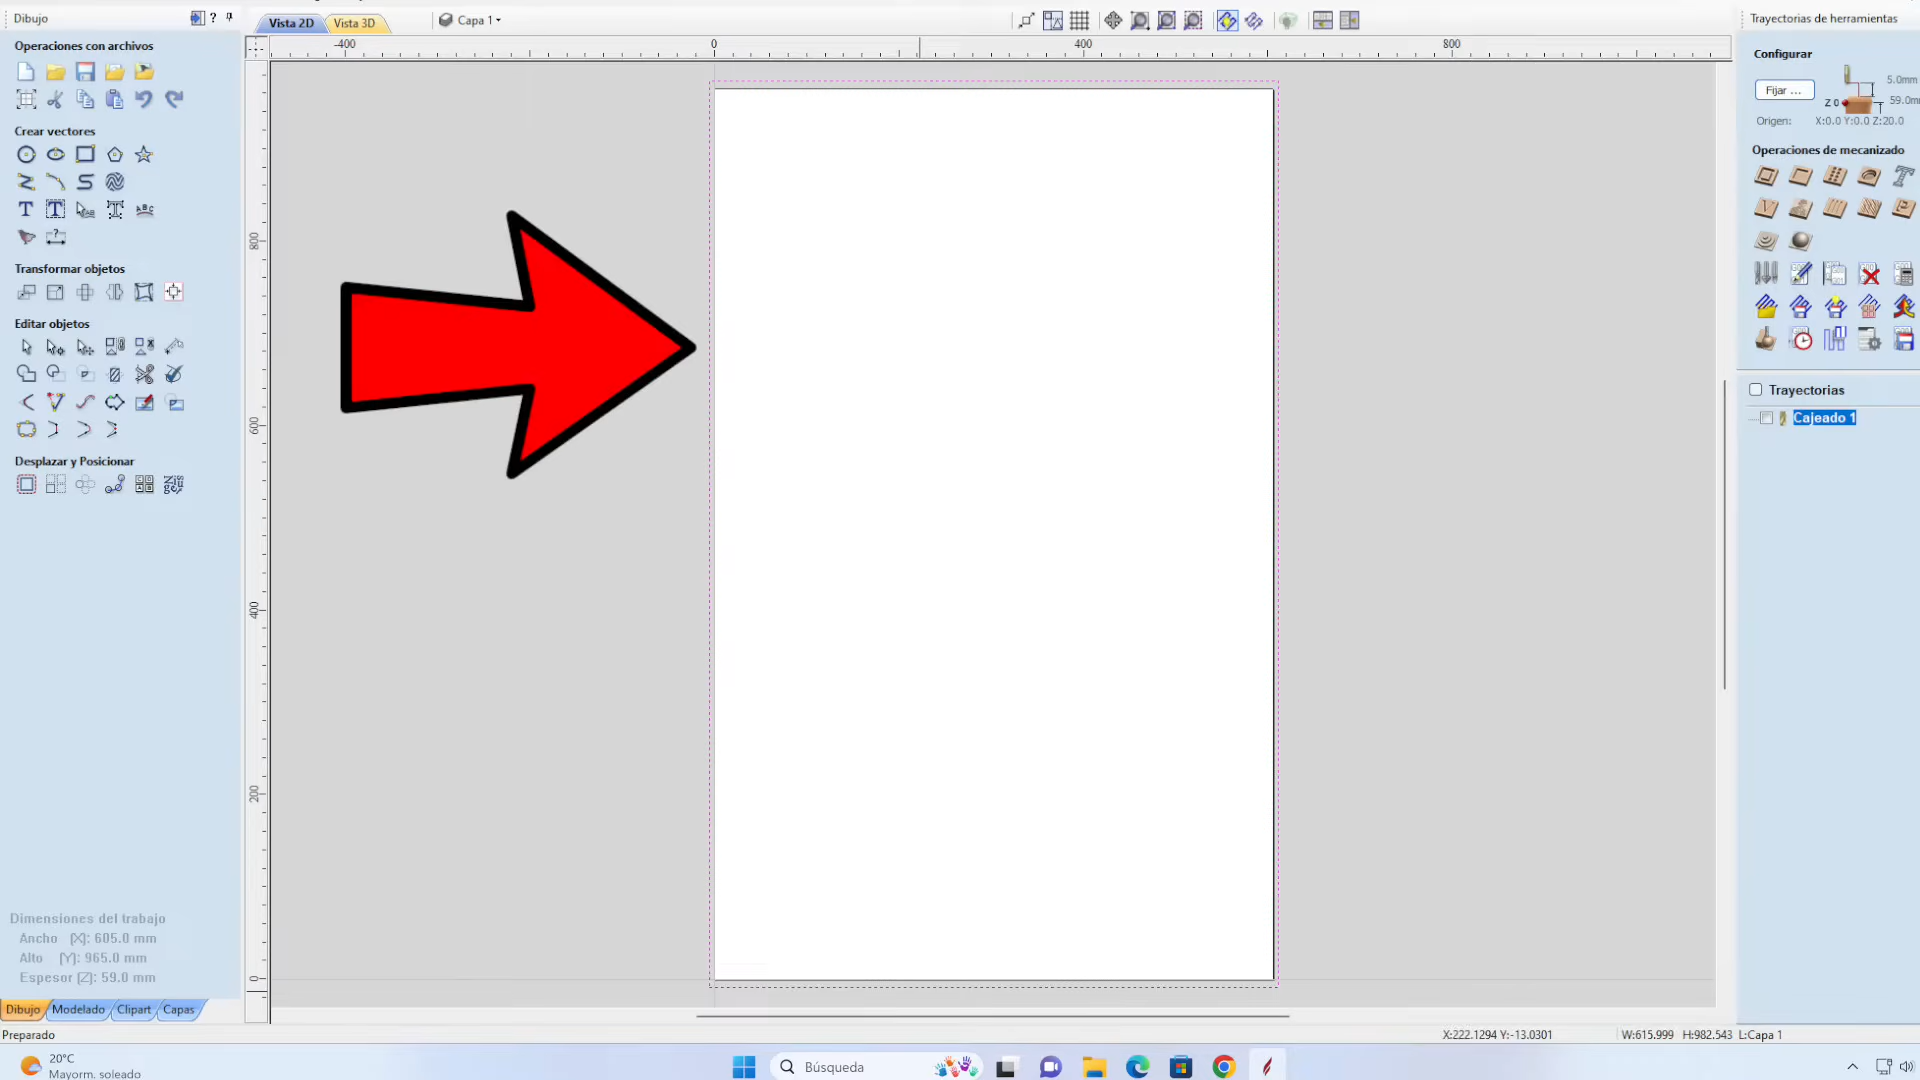 Dibujo
Vista 2D
Vista 3D
Capa 1
Trayectorias de herramientas
Operaciones con archivos
-400
0
400
800
Configurar
Fijar ...
5.0mm
Z 0
59.0m
Origen:
X:0.0 Y:0.0 Z:20.0
Crear vectores
Operaciones de mecanizado
Transformar objetos
Editar objetos
Desplazar y Posicionar
800
600
400
200
0
Trayectorias
Cajeado 1
Dimensiones del trabajo
Ancho (X): 605.0 mm
Alto (Y): 965.0 mm
Espesor (Z): 59.0 mm
Dibujo
Modelado
Clipart
Capas
Preparado
X:222.1294 Y:-13.0301
W:615.999
H:982.543
L:Capa 1
20°C
Mayorm. soleado
Búsqueda